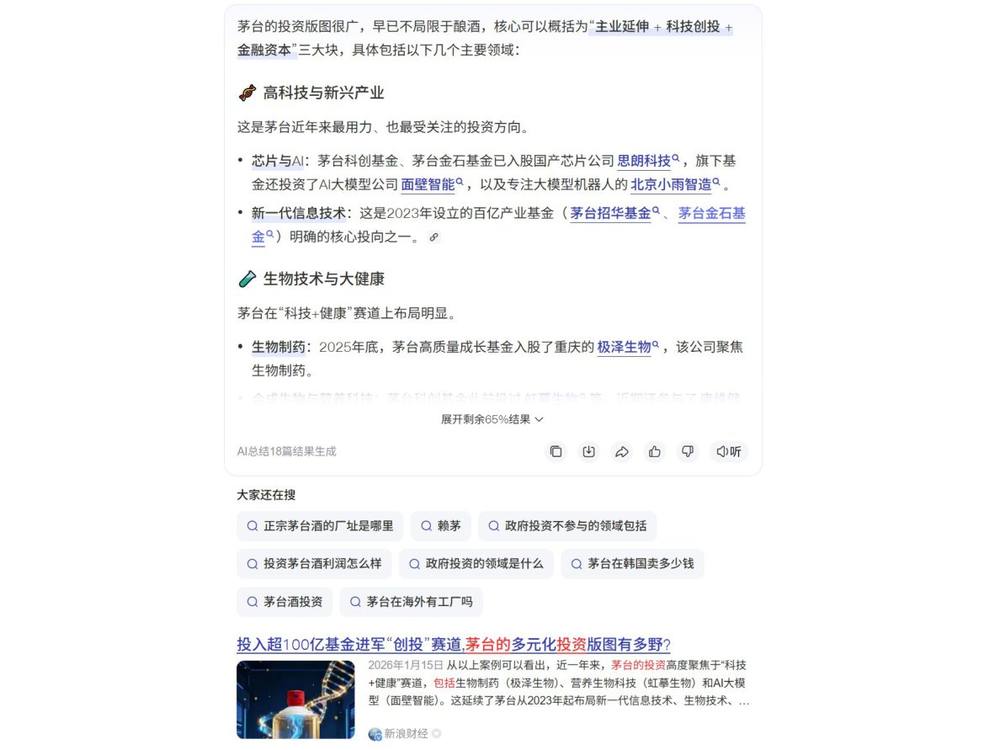 茅台的投资版图很广，早已不局限于酿酒，核心可以概括为“主业延伸 + 科技创投 +
金融资本”三大块，具体包括以下几个主要领域：
高科技与新兴产业
这是茅台近年来最用力、也最受关注的投资方向。
• 芯片与AI：茅台科创基金、茅台金石基金已入股国产芯片公司 思朗科技，旗下基
金还投资了AI大模型公司 面壁智能，以及专注大模型机器人的 北京小雨智造。
• 新一代信息技术：这是2023年设立的百亿产业基金（茅台招华基金、茅台金石基
金）明确的核心投向之一。
生物技术与大健康
茅台在“科技+健康”赛道上布局明显。
• 生物制药：2025年底，茅台高质量成长基金入股了重庆的 极泽生物，该公司聚焦
生物制药。
展开剩余65%结果
AI总结18篇结果生成
听
大家还在搜
正宗茅台酒的厂址是哪里
赖茅
政府投资不参与的领域包括
投资茅台酒利润怎么样
政府投资的领域是什么
茅台在韩国卖多少钱
茅台酒投资
茅台在海外有工厂吗
投入超100亿基金进军“创投”赛道,茅台的多元化投资版图有多野?
2026年1月15日 从以上案例可以看出，近一年来，茅台的投资高度聚焦于“科技
+健康”赛道，包括生物制药（极泽生物）、营养生物科技（虹摹生物）和AI大模
型（面壁智能）。这延续了茅台从2023年起布局新一代信息技术、生物技术、...
新浪财经